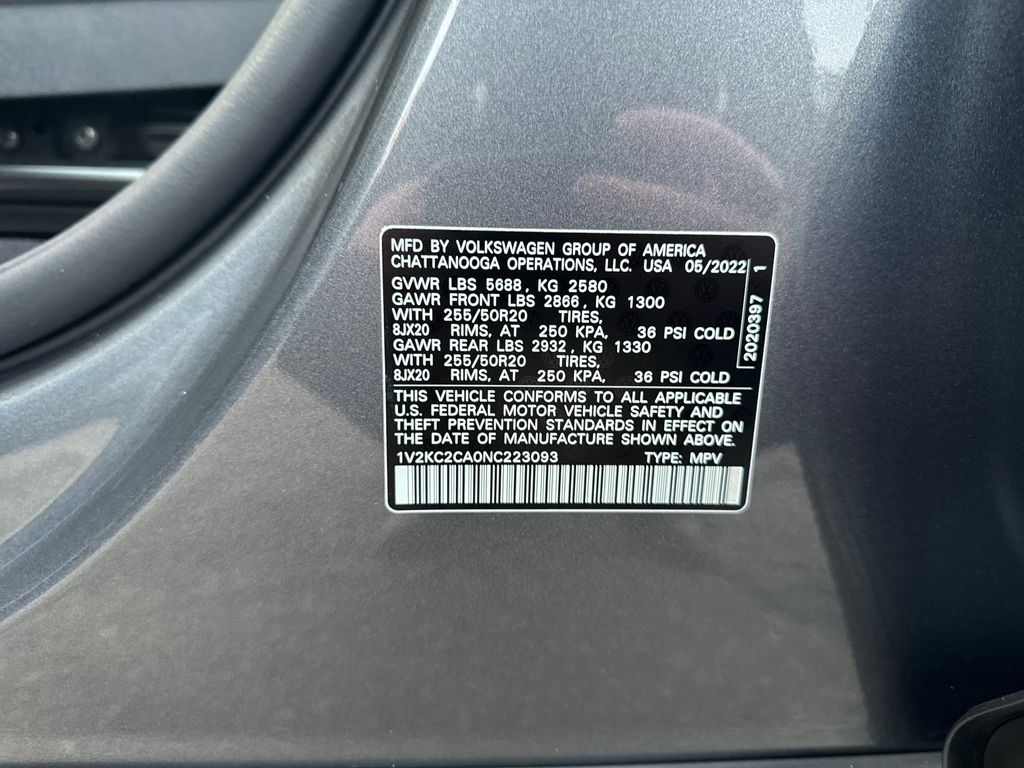 MFD BY VOLKSWAGEN GROUP OF AMERICA
CHATTANOOGA OPERATIONS, LLC. USA 05/2022
GVWR LBS 5688, KG 2580
GAWR FRONT LBS 2866, KG 1300
WITH 255/50R20 TIRES,
8JX20 RIMS, AT 250 KPA, 36 PSI COLD
GAWR REAR LBS 2932, KG 1330
WITH 255/50R20 TIRES,
8JX20 RIMS, AT 250 KPA, 36 PSI COLD
2020397 1
THIS VEHICLE CONFORMS TO ALL APPLICABLE
U.S. FEDERAL MOTOR VEHICLE SAFETY AND
THEFT PREVENTION STANDARDS IN EFFECT ON
THE DATE OF MANUFACTURE SHOWN ABOVE.
1V2KC2CA0NC223093 TYPE: MPV